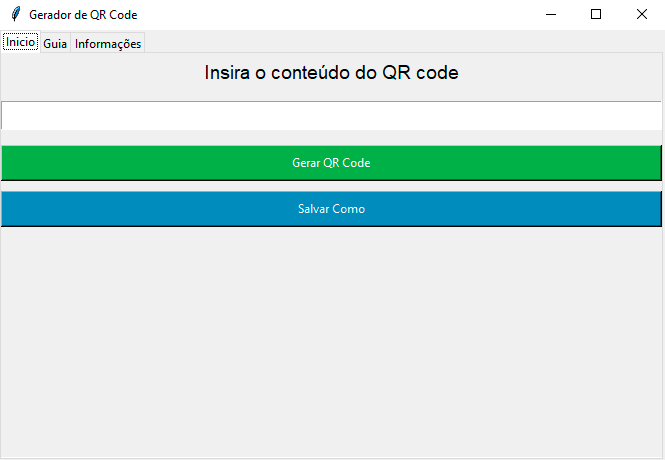 Gerador de QR Code
Inicio Guia Informações
Insira o conteúdo do QR code
Gerar QR Code
Salvar Como